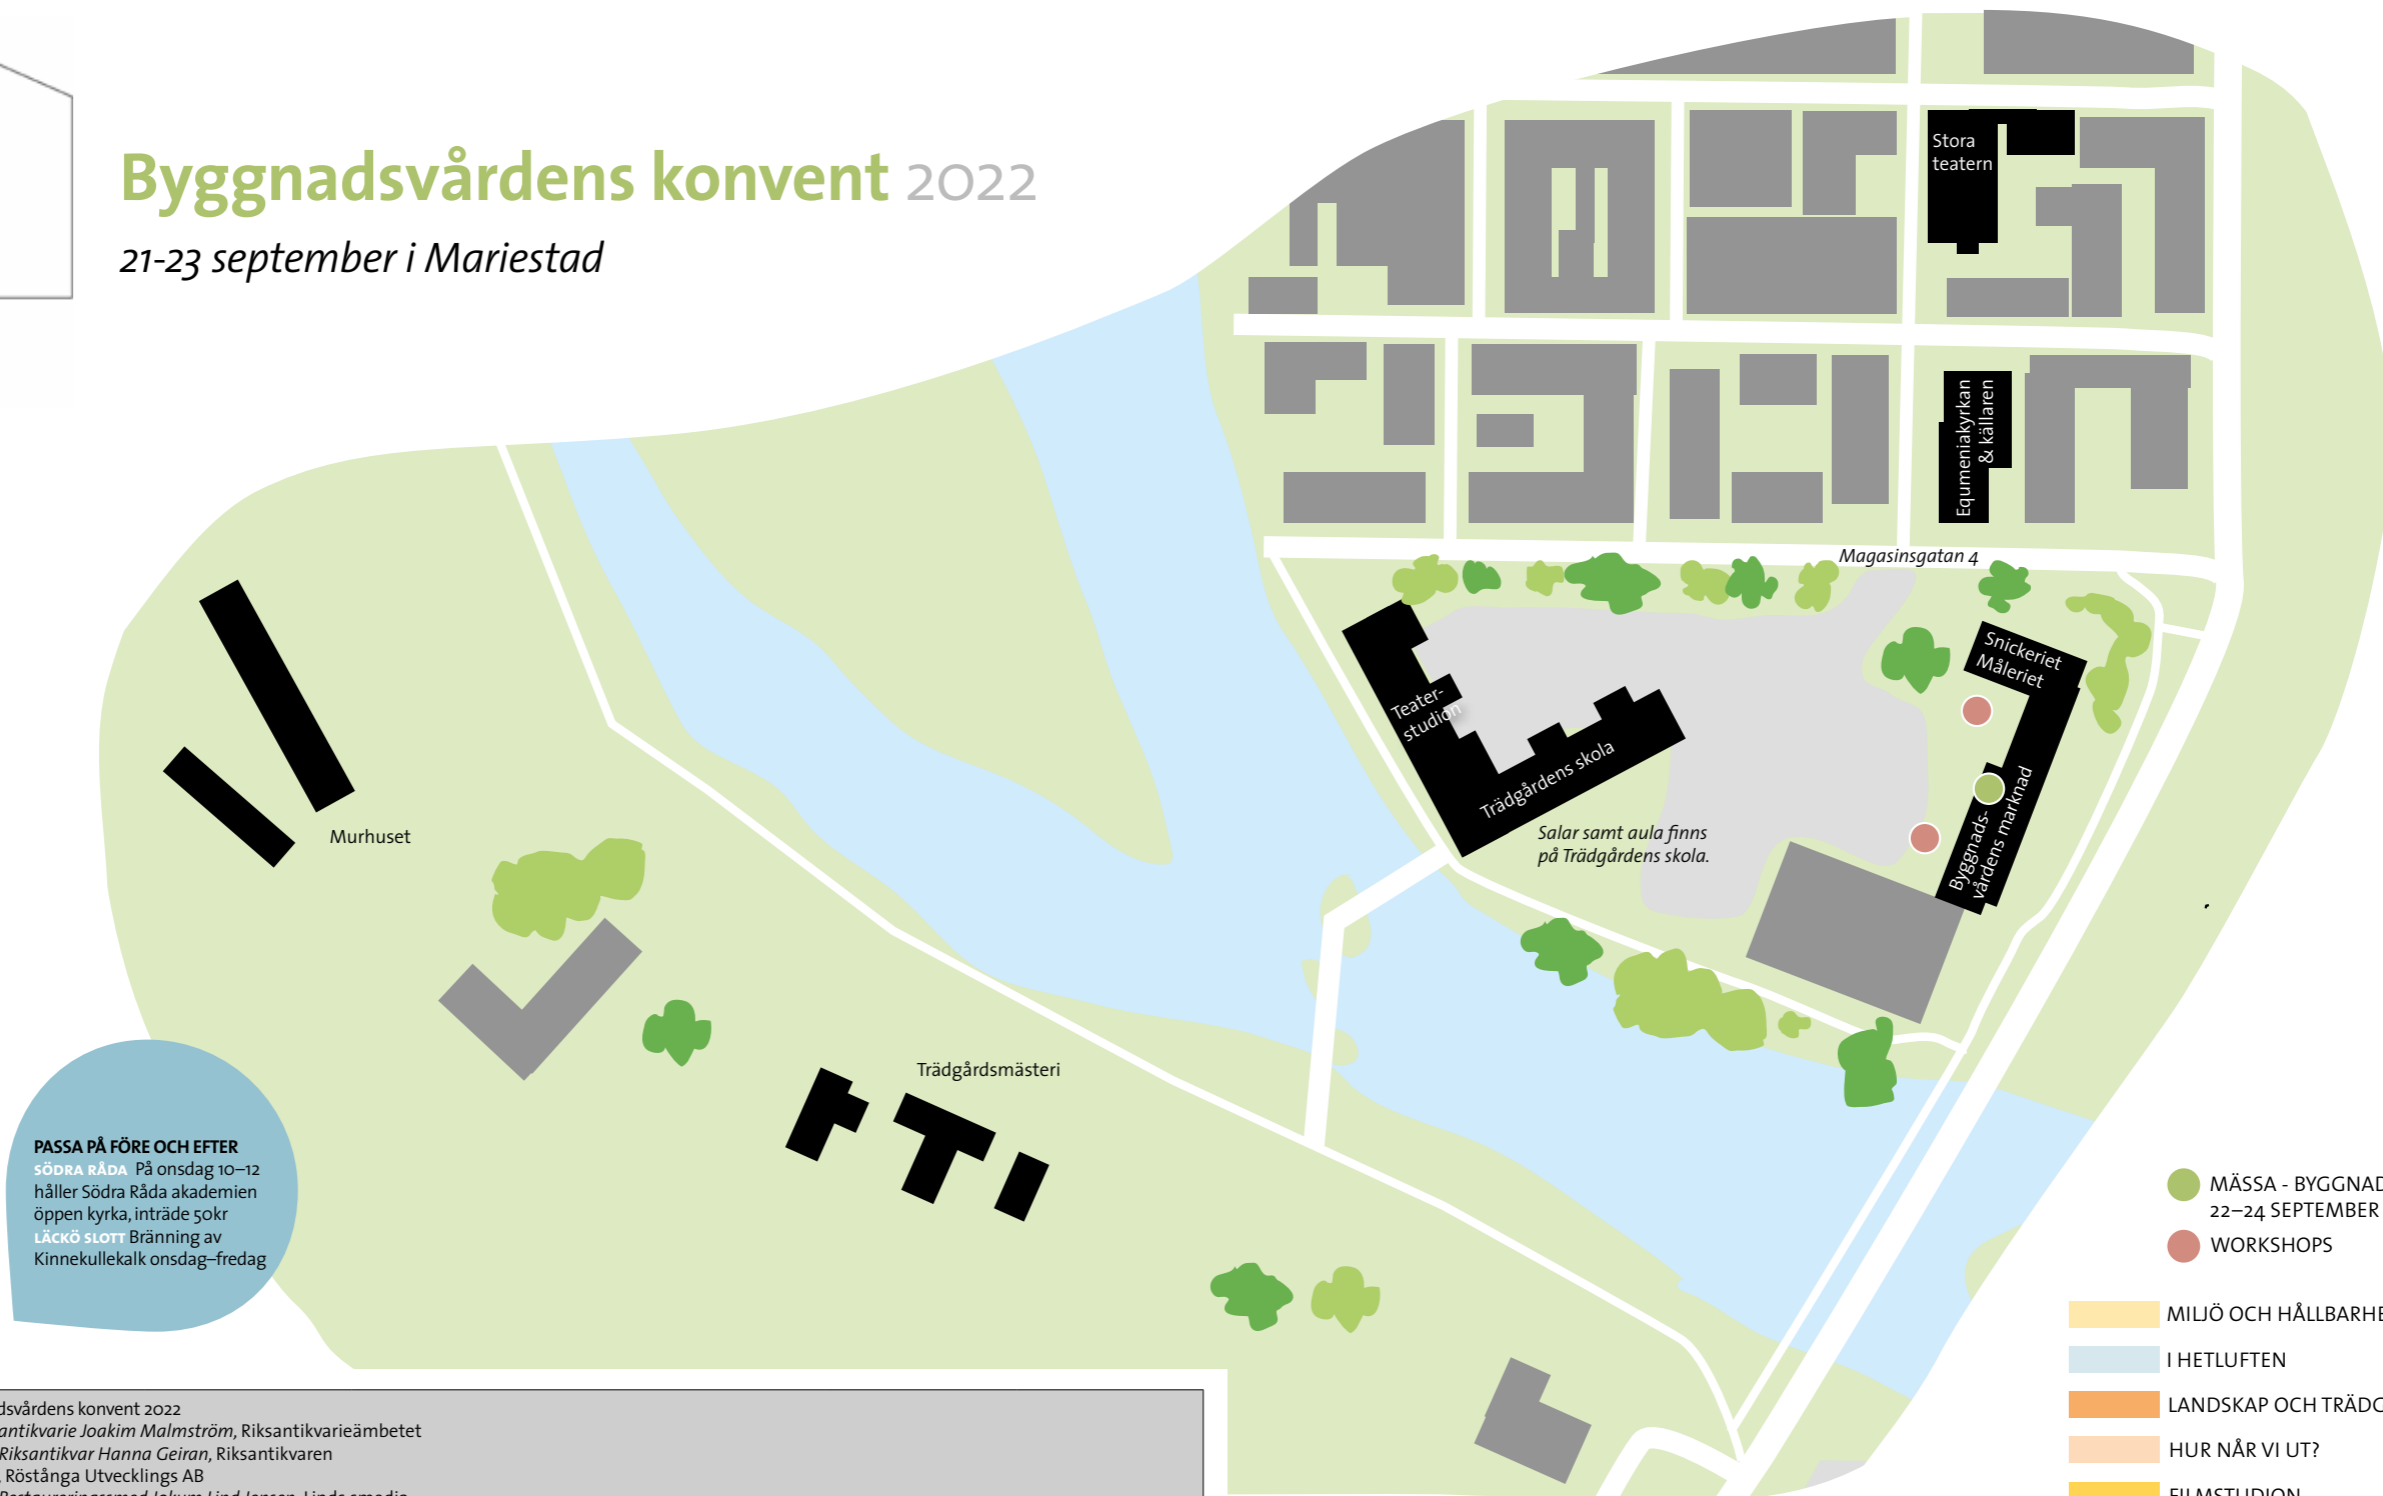 Byggnadsvårdens konvent 2022
21-23 september i Mariestad
Stora
teatern
Equmeniakyrkan
& källaren
Magasinsgatan 4
Snickeriet
Måleriet
Teater-
studion
Trädgårdens skola
Byggnads-
vårdens marknad
Salar samt aula finns
på Trädgårdens skola.
Murhuset
Trädgårdsmästeri
PASSA PÅ FÖRE OCH EFTER
SÖDRA RÅDA På onsdag 10–12
håller Södra Råda akademien
öppen kyrka, inträde 50kr
LÄCKÖ SLOTT Bränning av
Kinnekullekalk onsdag–fredag
MÄSSA - BYGGNAD
22–24 SEPTEMBER
WORKSHOPS
MILJÖ OCH HÅLLBARHE
I HETLUFTEN
LANDSKAP OCH TRÄDG
HUR NÅR VI UT?
FILMSTUDION
dsvårdens konvent 2022
antikvarie Joakim Malmström, Riksantikvarieämbetet
Riksantikvar Hanna Geiran, Riksantikvaren
, Röstånga Utvecklings AB